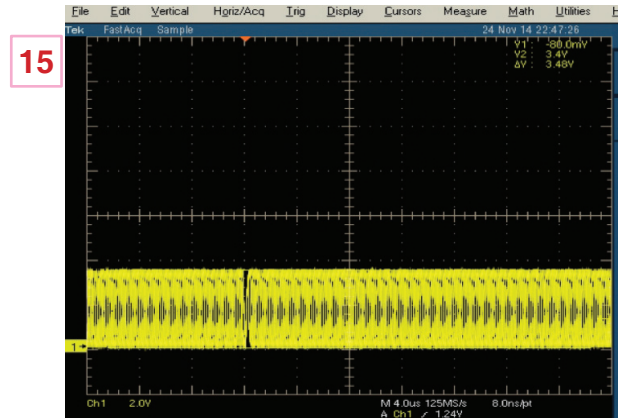 File Edit Vertical Horiz/Acq Trig Display Cursors Measure Math Utilities H
Tek FastAcq Sample 24 Nov 14 22:47:26
V1 : -80.0mV
V2 : 3.4V
ΔV : 3.48V
15
1
Ch1 2.0V M 4.0us 125MS/s 8.0ns/pt
A Ch1 1.24V